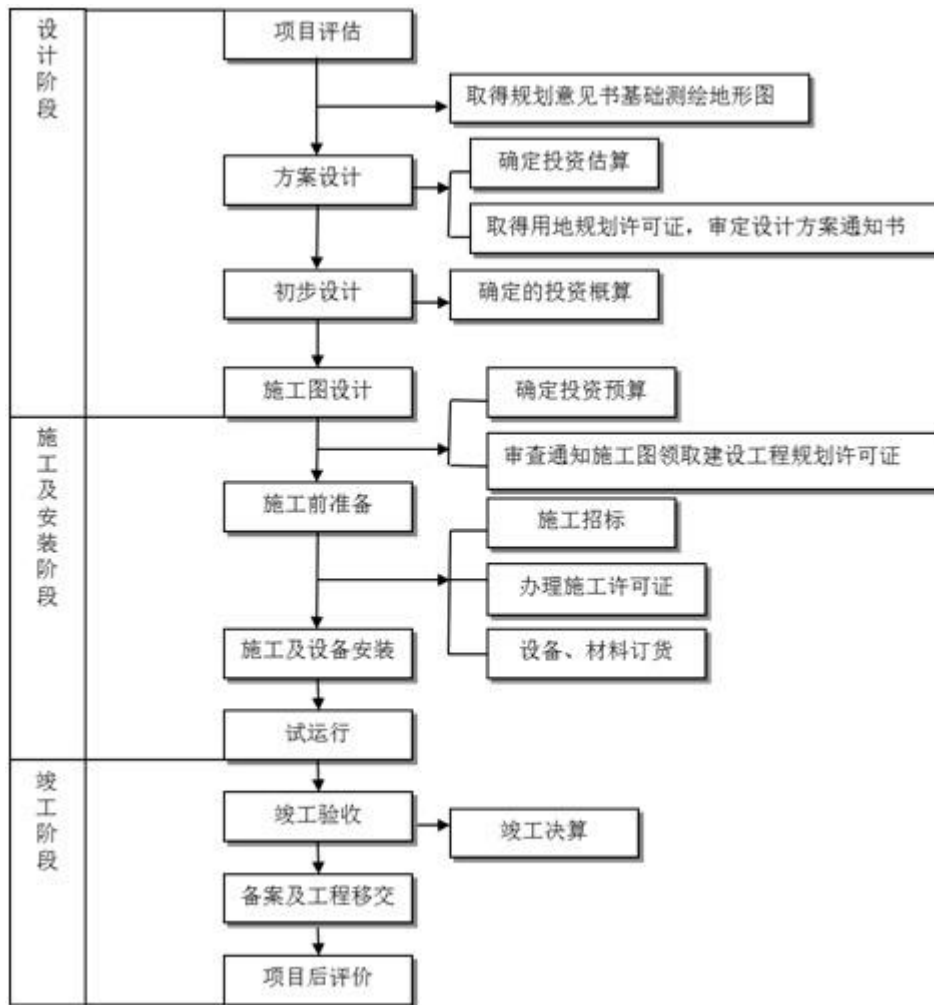 设计阶段
项目评估
取得规划意见书基础测绘地形图
方案设计
确定投资估算
取得用地规划许可证，审定设计方案通知书
初步设计
确定的投资概算
施工图设计
确定投资预算
施工及安装阶段
审查通知施工图领取建设工程规划许可证
施工前准备
施工招标
办理施工许可证
施工及设备安装
设备、材料订货
试运行
竣工阶段
竣工验收
竣工决算
备案及工程移交
项目后评价